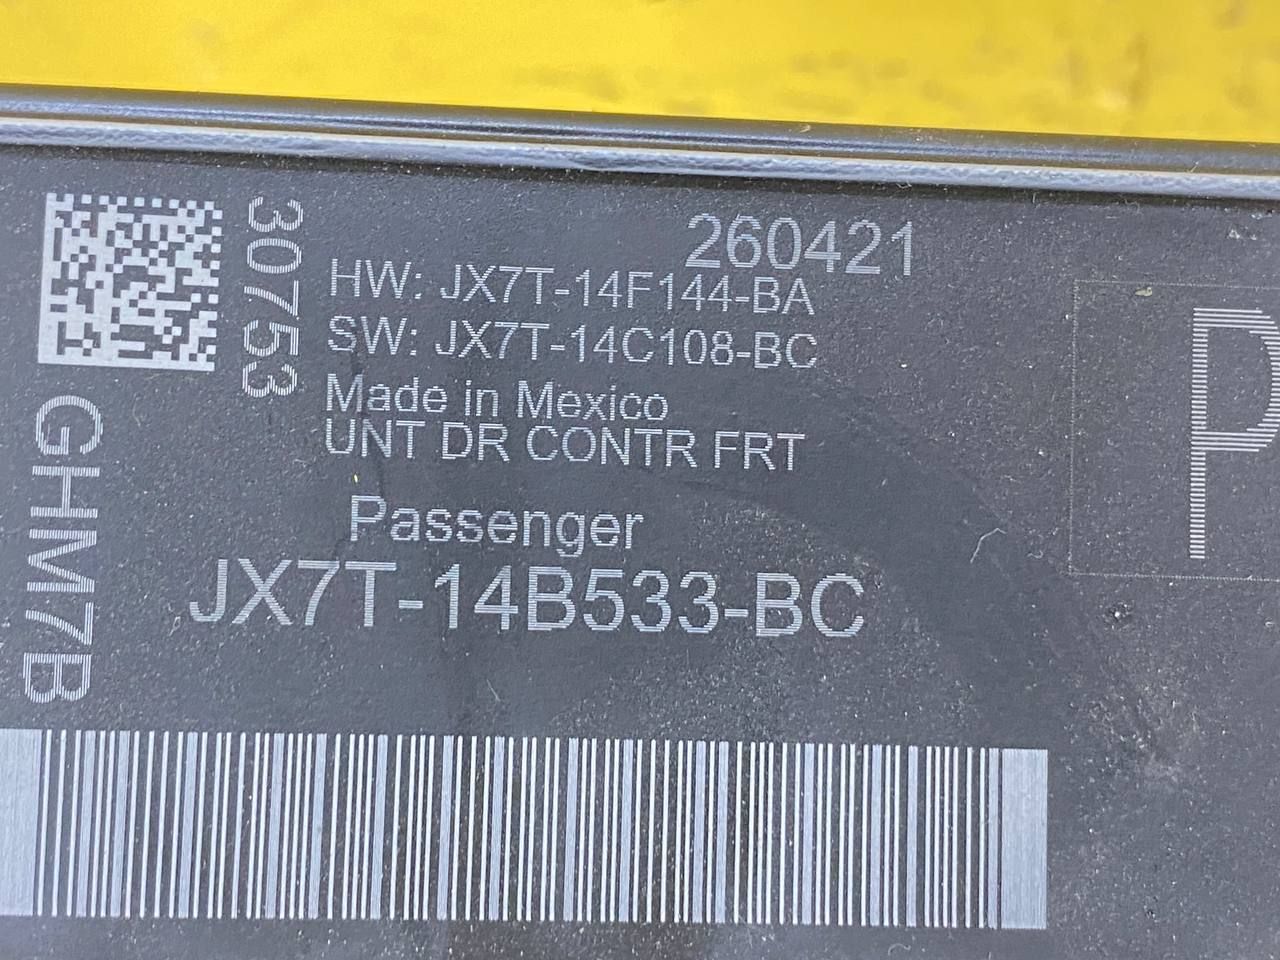 260421
30753
HW: JX7T-14F144-BA
SW: JX7T-14C108-BC
Made in Mexico
UNT DR CONTR FRT
GHM7B
Passenger
JX7T-14B533-BC
P